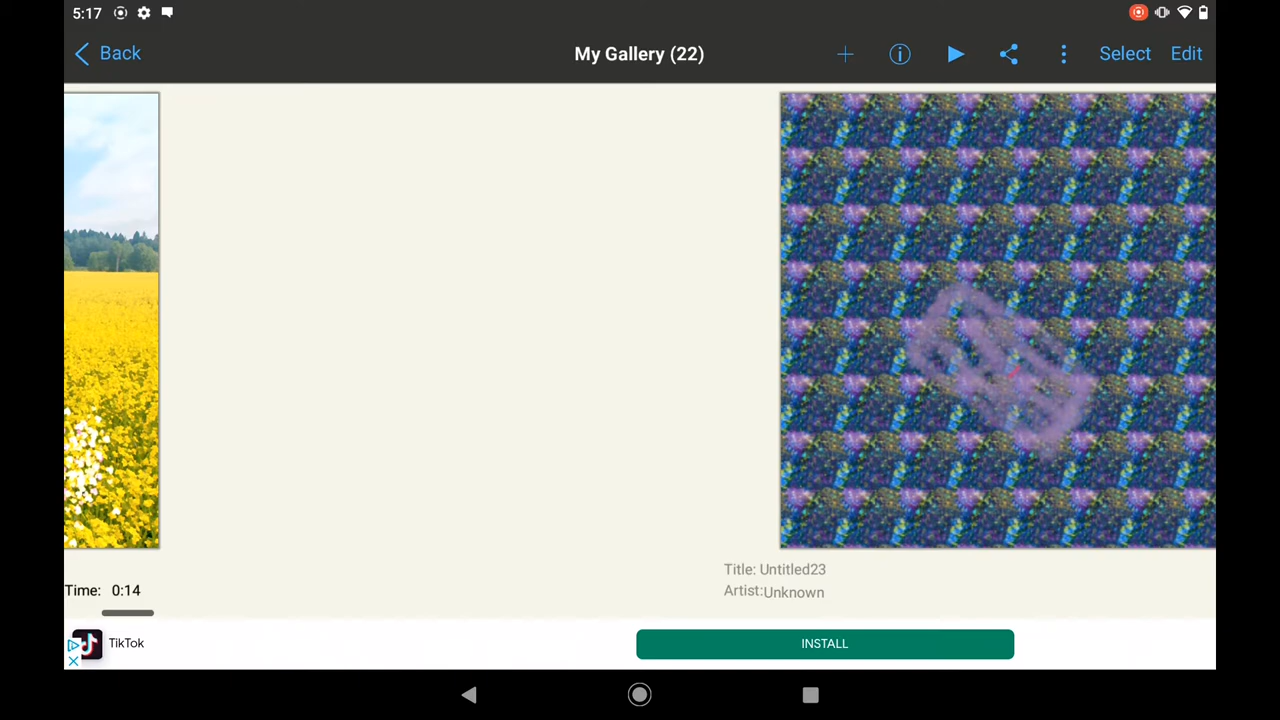 5:17
Back
My Gallery (22)
Select
Edit
Title: Untitled23
Artist:Unknown
Time: 0:14
TikTok
INSTALL